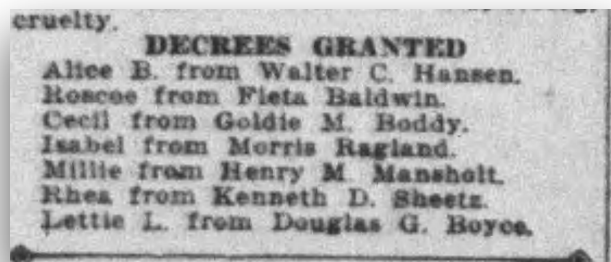 cruelty.
DECREES GRANTED
Alice B. from Walter C. Hansen.
Roscoe from Fleta Baldwin.
Cecil from Goldie M. Boddy.
Isabel from Morris Ragland.
Millie from Henry M. Mansholt.
Rhea from Kenneth D. Sheetz.
Lettie L. from Douglas G. Boyce.